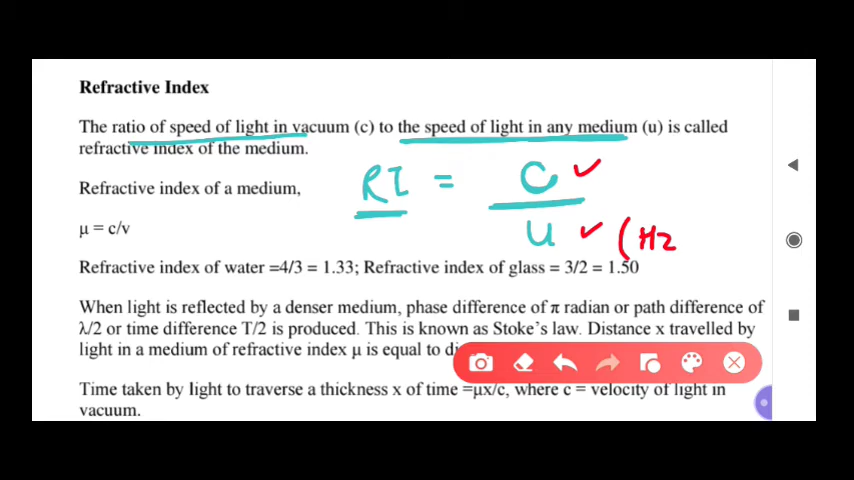 Refractive Index
The ratio of speed of light in vacuum (c) to the speed of light in any medium (u) is called
refractive index of the medium.
RI = C
U (H2
Refractive index of a medium,
μ = c/v
Refractive index of water =4/3 = 1.33; Refractive index of glass = 3/2 = 1.50
When light is reflected by a denser medium, phase difference of π radian or path difference of
λ/2 or time difference T/2 is produced. This is known as Stoke's law. Distance x travelled by
light in a medium of refractive index μ is equal to
Time taken by light to traverse a thickness x of time =μx/c, where c = velocity of light in
vacuum.